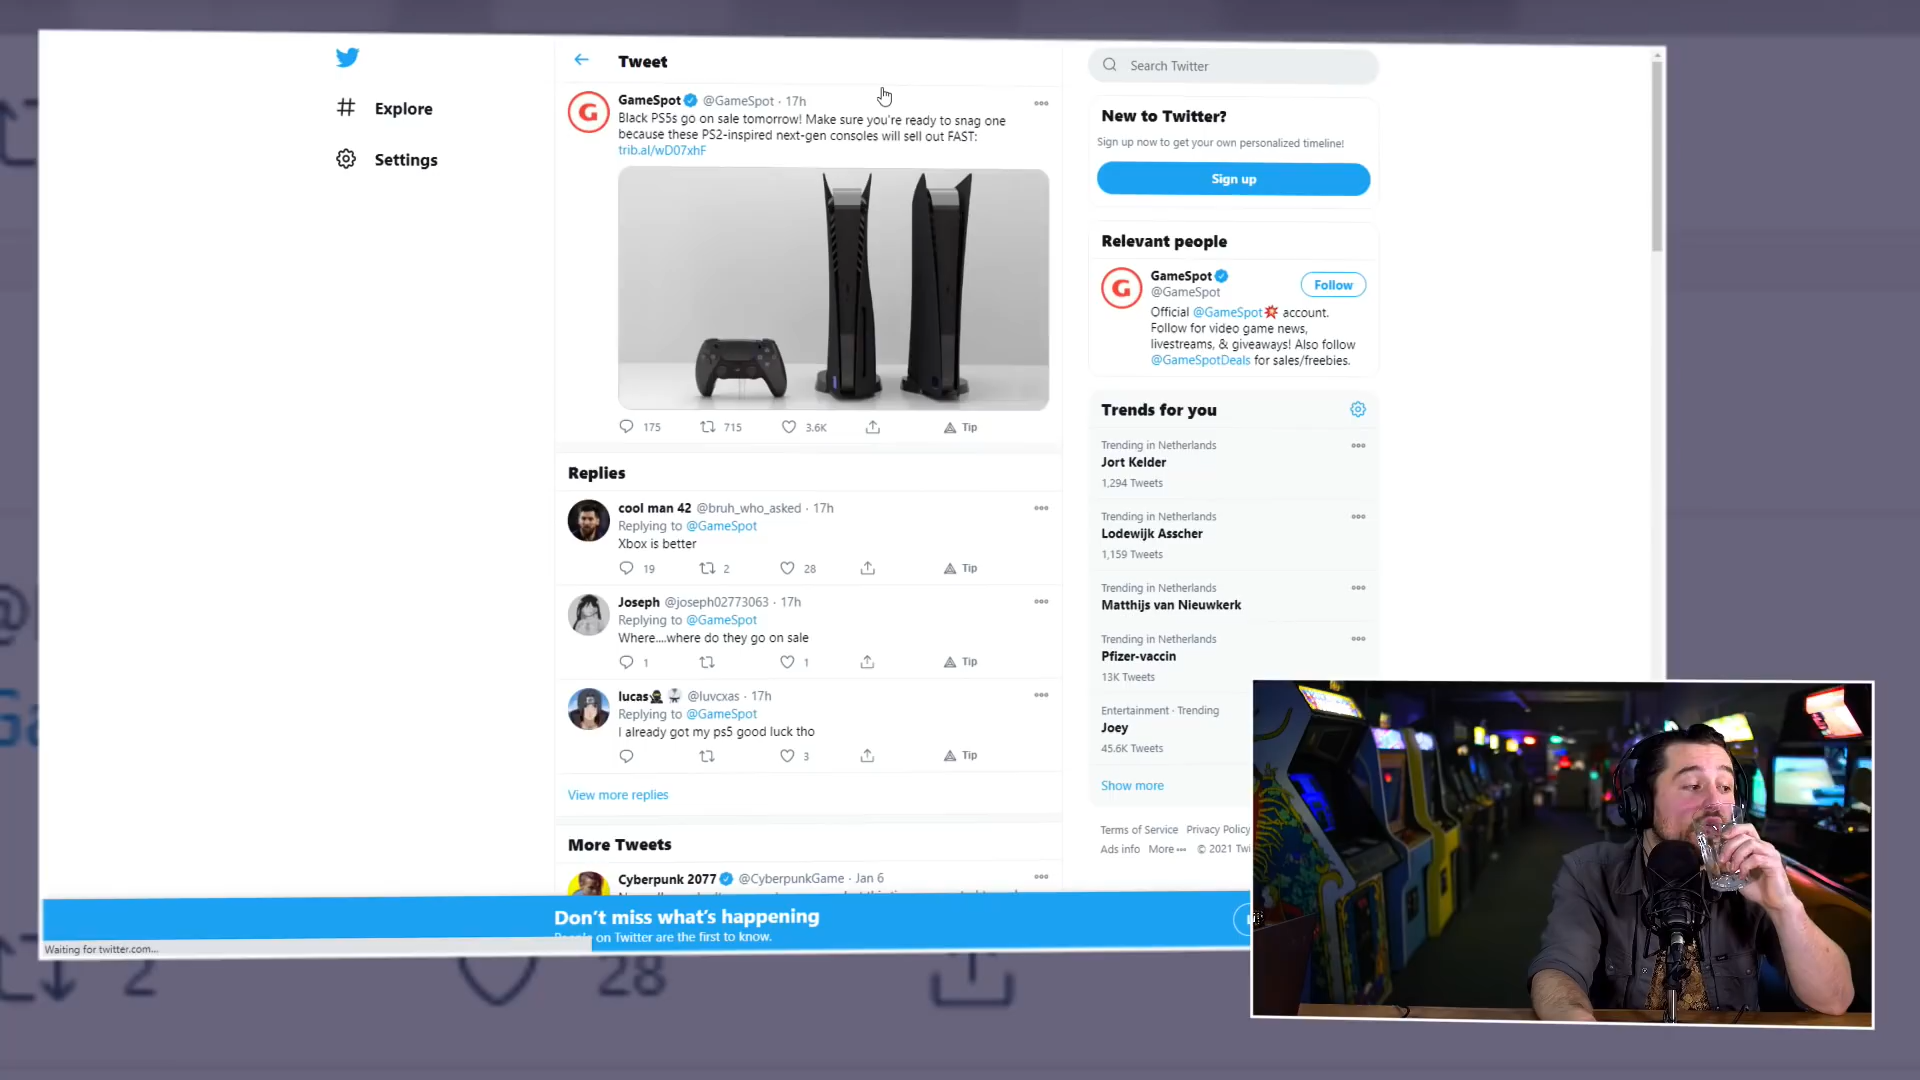 Explore
Settings
Tweet
GameSpot @GameSpot · 17h
Black PS5s go on sale tomorrow! Make sure you're ready to snag one
because these PS2-inspired next-gen consoles will sell out FAST:
trib.al/wD07xhF
175 715 3.6K Tip
Replies
cool man 42 @bruh_who_asked · 17h
Replying to @GameSpot
Xbox is better
19 2 28 Tip
Joseph @joseph02773063 · 17h
Replying to @GameSpot
Where....where do they go on sale
1 1 Tip
lucas @luvcxas · 17h
Replying to @GameSpot
I already got my ps5 good luck tho
3 Tip
View more replies
More Tweets
Cyberpunk 2077 @CyberpunkGame · Jan 6
Search Twitter
New to Twitter?
Sign up now to get your own personalized timeline!
Sign up
Relevant people
GameSpot
@GameSpot
Follow
Official @GameSpot account.
Follow for video game news,
livestreams, & giveaways! Also follow
@GameSpotDeals for sales/freebies.
Trends for you
Trending in Netherlands
Jort Kelder
1,294 Tweets
Trending in Netherlands
Lodewijk Asscher
1,159 Tweets
Trending in Netherlands
Matthijs van Nieuwkerk
Trending in Netherlands
Pfizer-vaccin
13K Tweets
Entertainment · Trending
Joey
45.6K Tweets
Show more
Terms of Service Privacy Policy
Ads info More © 2021 Twi
Don't miss what's happening
People on Twitter are the first to know.
Waiting for twitter.com...
2 28